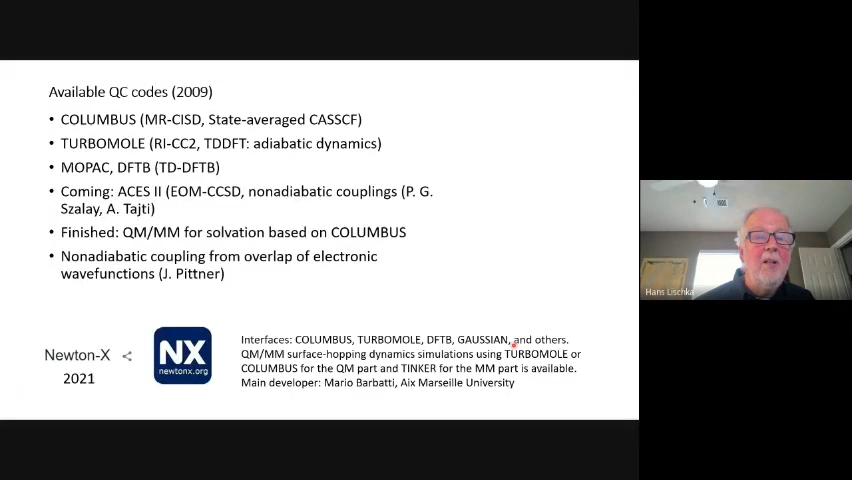 Available QC codes (2009)
• COLUMBUS (MR-CISD, State-averaged CASSCF)
• TURBOMOLE (RI-CC2, TDDFT: adiabatic dynamics)
• MOPAC, DFTB (TD-DFTB)
• Coming: ACES II (EOM-CCSD, nonadiabatic couplings (P. G.
Szalay, A. Tajti)
• Finished: QM/MM for solvation based on COLUMBUS
• Nonadiabatic coupling from overlap of electronic
wavefunctions (J. Pittner)
Newton-X
2021
NX
newtonx.org
Interfaces: COLUMBUS, TURBOMOLE, DFTB, GAUSSIAN, and others.
QM/MM surface-hopping dynamics simulations using TURBOMOLE or
COLUMBUS for the QM part and TINKER for the MM part is available.
Main developer: Mario Barbatti, Aix Marseille University
Hans Lischka